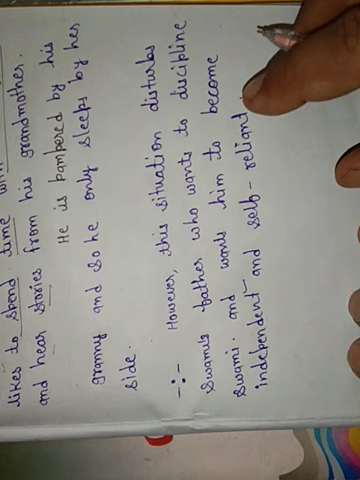 likes to spend time with
and hear stories from his grandmother.
He is pampered by his
granny and so he only sleeps by her
side.
-:- However, this situation disturbs
Swami's father who wants to discipline
Swami. and wants him to become
independent and self-reliant.